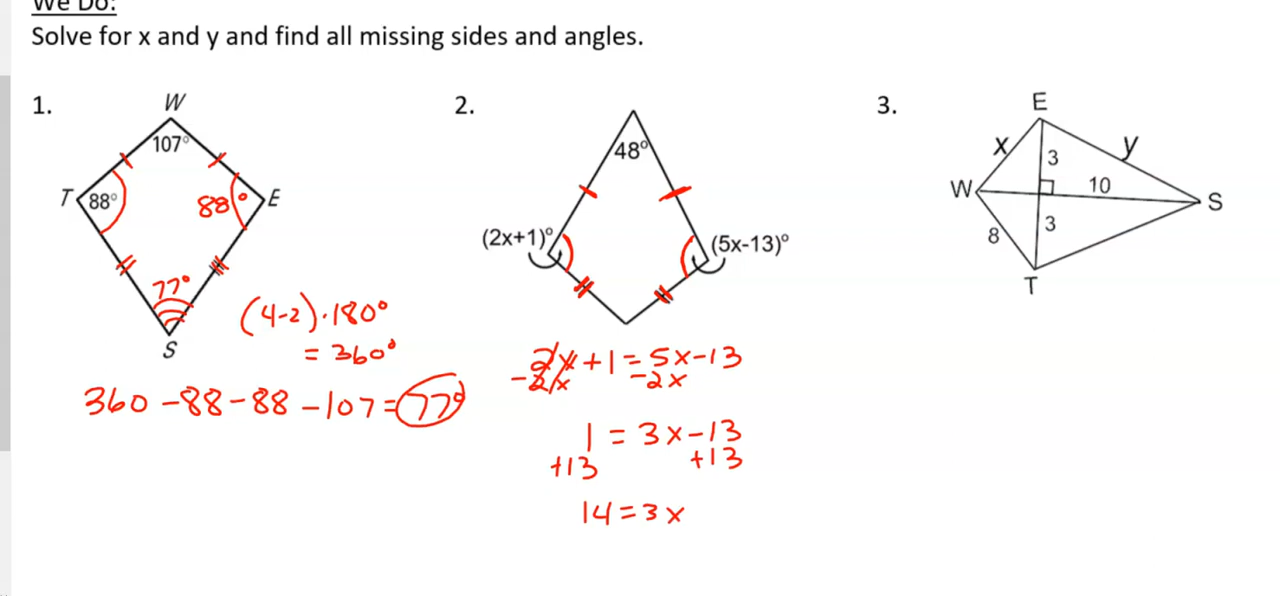 We Do:
Solve for x and y and find all missing sides and angles.
1.
W
107°
T
88°
88°
E
77°
S
(4-2)·180°
= 360°
360 -88-88 -107= 77°
2.
48°
(2x+1)°
(5x-13)°
2x+1=5x-13
-2x -2x
1 = 3x-13
+13 +13
14=3x
3.
E
x
3
y
W
10
S
8
3
T